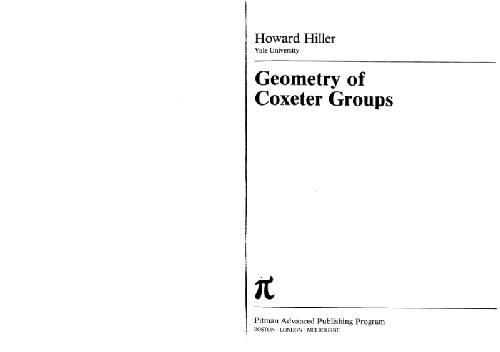 Howard Hiller
Yale University
Geometry of
Coxeter Groups
π
Pitman Advanced Publishing Program
BOSTON · LONDON · MELBOURNE